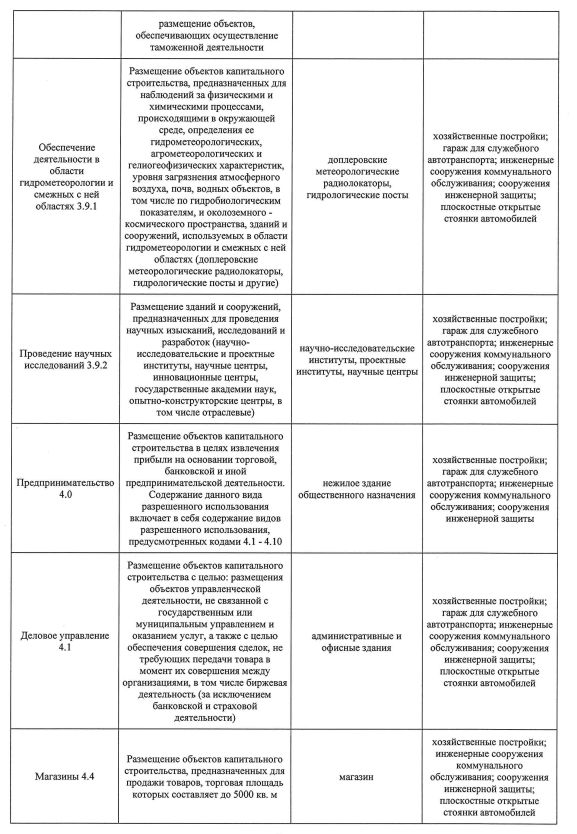 размещение объектов,
обеспечивающих осуществление
таможенной деятельности
Обеспечение
деятельности в
области
гидрометеорологии и
смежных с ней
областях 3.9.1
Размещение объектов капитального
строительства, предназначенных для
наблюдений за физическими и
химическими процессами,
происходящими в окружающей
среде, определения ее
гидрометеорологических,
агрометеорологических и
гелиогеофизических характеристик,
уровня загрязнения атмосферного
воздуха, почв, водных объектов, в
том числе по гидробиологическим
показателям, и околоземного -
космического пространства, зданий и
сооружений, используемых в области
гидрометеорологии и смежных с ней
областях (доплеровские
метеорологические радиолокаторы,
гидрологические посты и другие)
доплеровские
метеорологические
радиолокаторы,
гидрологические посты
хозяйственные постройки;
гараж для служебного
автотранспорта; инженерные
сооружения коммунального
обслуживания; сооружения
инженерной защиты;
плоскостные открытые
стоянки автомобилей
Проведение научных
исследований 3.9.2
Размещение зданий и сооружений,
предназначенных для проведения
научных изысканий, исследований и
разработок (научно-
исследовательские и проектные
институты, научные центры,
инновационные центры,
государственные академии наук,
опытно-конструкторские центры, в
том числе отраслевые)
научно-исследовательские
институты, проектные
институты, научные центры
хозяйственные постройки;
гараж для служебного
автотранспорта; инженерные
сооружения коммунального
обслуживания; сооружения
инженерной защиты;
плоскостные открытые
стоянки автомобилей
Предпринимательство
4.0
Размещение объектов капитального
строительства в целях извлечения
прибыли на основании торговой,
банковской и иной
предпринимательской деятельности.
Содержание данного вида
разрешенного использования
включает в себя содержание видов
разрешенного использования,
предусмотренных кодами 4.1 - 4.10
нежилое здание
общественного назначения
хозяйственные постройки;
гараж для служебного
автотранспорта; инженерные
сооружения коммунального
обслуживания; сооружения
инженерной защиты
Деловое управление
4.1
Размещение объектов капитального
строительства с целью: размещения
объектов управленческой
деятельности, не связанной с
государственным или
муниципальным управлением и
оказанием услуг, а также с целью
обеспечения совершения сделок, не
требующих передачи товара в
момент их совершения между
организациями, в том числе биржевая
деятельность (за исключением
банковской и страховой
деятельности)
административные и
офисные здания
хозяйственные постройки;
гараж для служебного
автотранспорта; инженерные
сооружения коммунального
обслуживания; сооружения
инженерной защиты;
плоскостные открытые
стоянки автомобилей
Магазины 4.4
Размещение объектов капитального
строительства, предназначенных для
продажи товаров, торговая площадь
которых составляет до 5000 кв. м
магазин
хозяйственные постройки;
инженерные сооружения
коммунального
обслуживания; сооружения
инженерной защиты;
плоскостные открытые
стоянки автомобилей